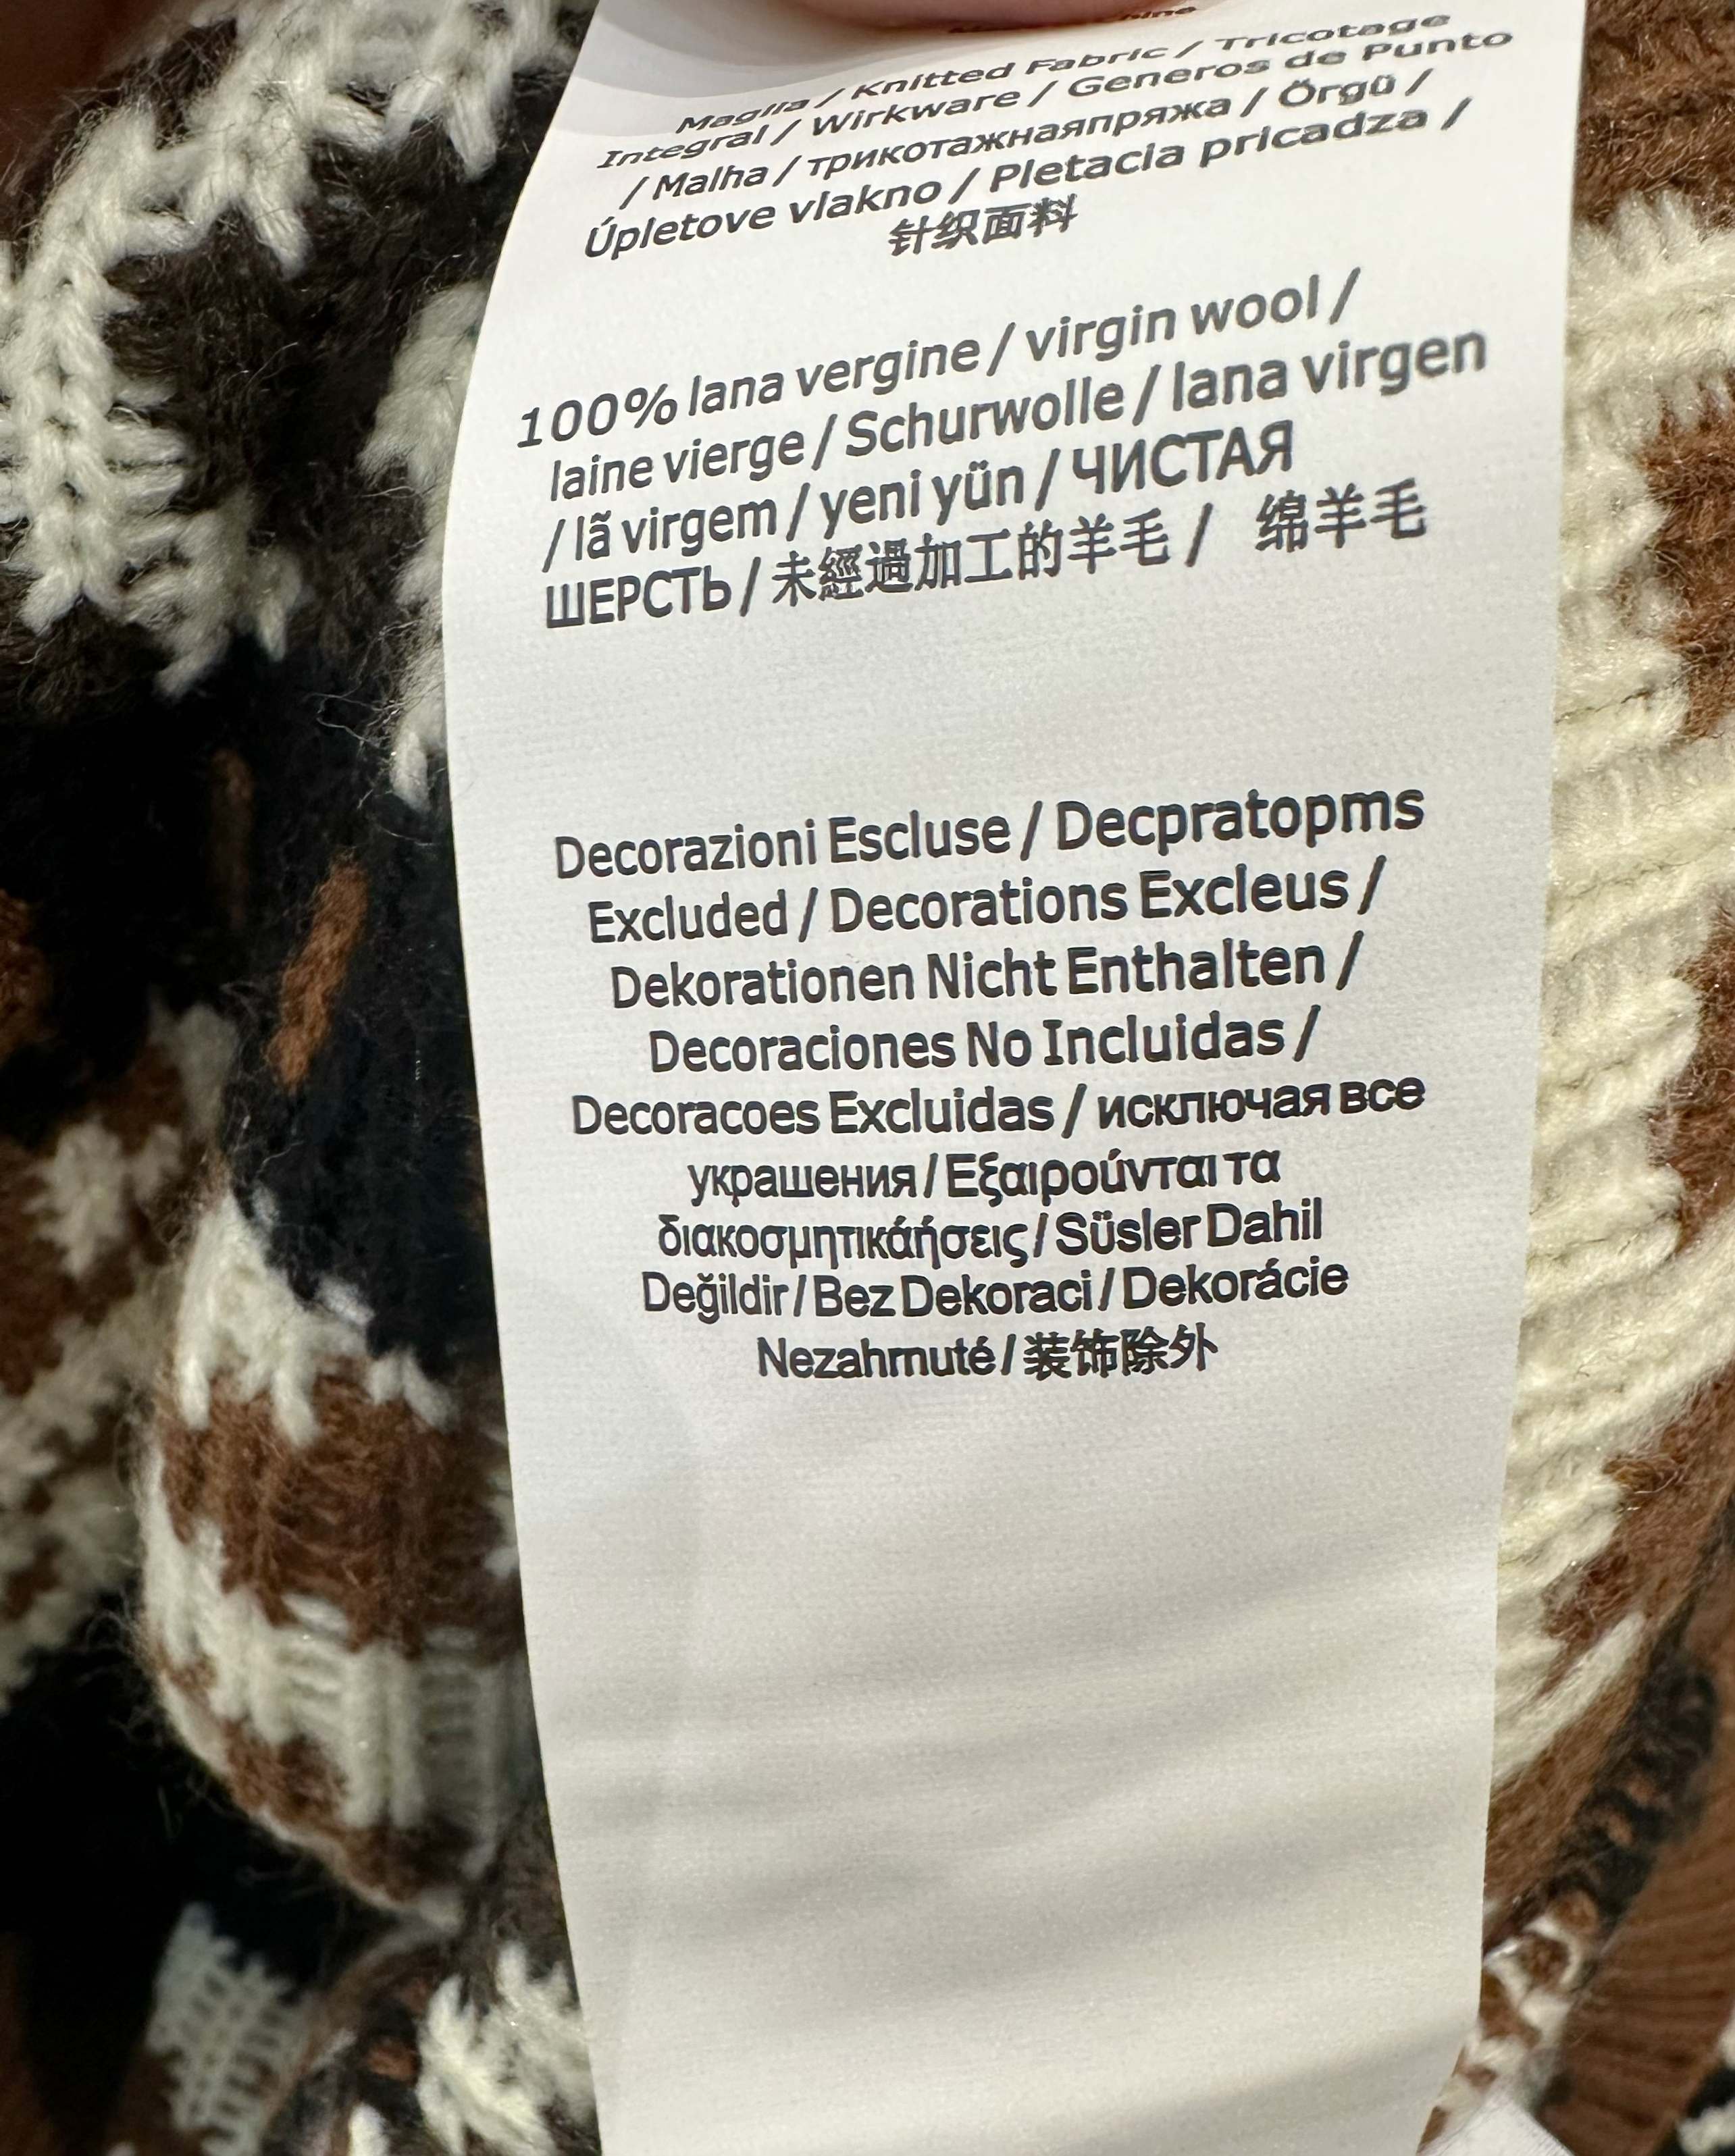 Maglia / Knitted Fabric / Tricotage
Integral / Wirkware / Generos de Punto
/ Malha / трикотажнаяпряжа / Örgü /
Úpletove vlakno / Pletacia pricadza /
针织面料
100% lana vergine / virgin wool /
laine vierge / Schurwolle / lana virgen
/ lã virgem / yeni yün / ЧИСТАЯ
ШЕРСТЬ / 未經過加工的羊毛 / 绵羊毛
Decorazioni Escluse / Decpratopms
Excluded / Decorations Excleus /
Dekorationen Nicht Enthalten /
Decoraciones No Incluidas /
Decoracoes Excluidas / исключая все
украшения / Εξαιρούνται τα
διακοσμητικάήσεις / Süsler Dahil
Değildir / Bez Dekoraci / Dekorácie
Nezahrnuté / 装饰除外